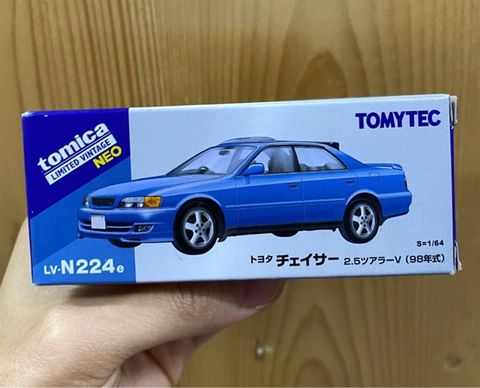 tomica
LIMITED VINTAGE
NEO
TOMYTEC
S=1/64
LV-N224e
トヨタ チェイサー 2.5ツアラーV (98年式)